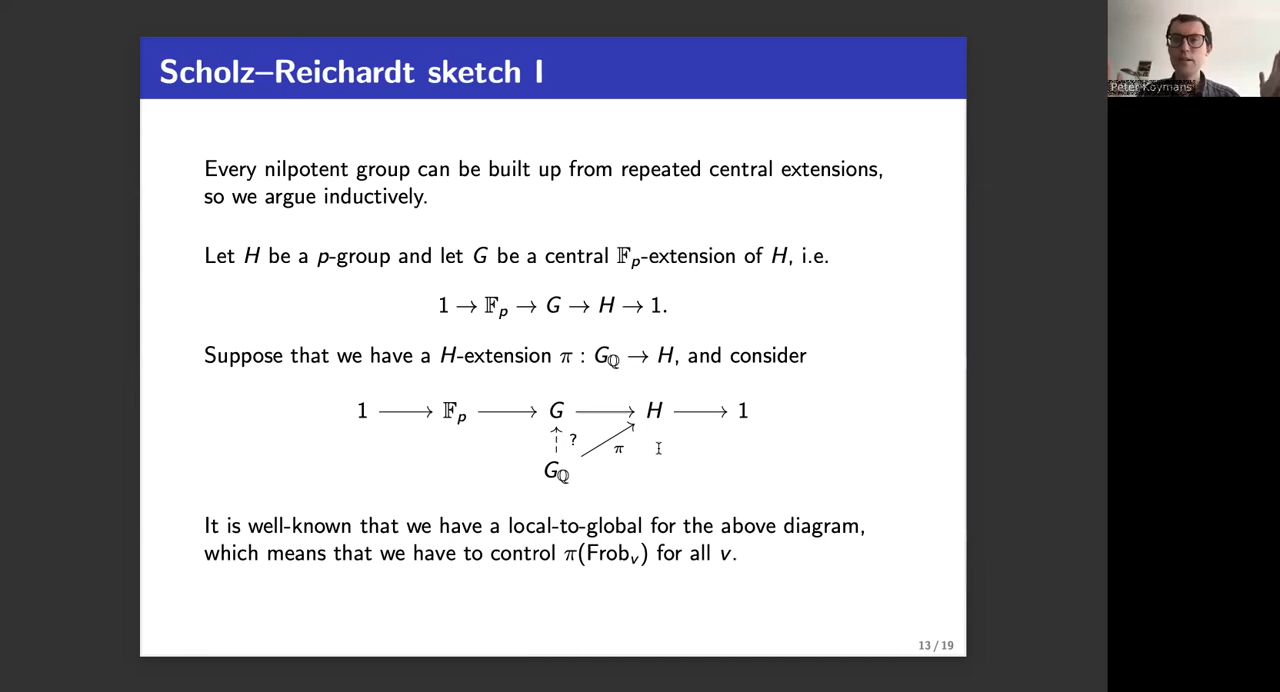 Scholz–Reichardt sketch I
Peter Koymans
Every nilpotent group can be built up from repeated central extensions,
so we argue inductively.
Let H be a p-group and let G be a central 𝔽ₚ-extension of H, i.e.
1 → 𝔽ₚ → G → H → 1.
Suppose that we have a H-extension π : G_ℚ → H, and consider
1 ⟶ 𝔽ₚ ⟶ G ⟶ H ⟶ 1
?
π
G_ℚ
It is well-known that we have a local-to-global for the above diagram,
which means that we have to control π(Frobᵥ) for all v.
13 / 19